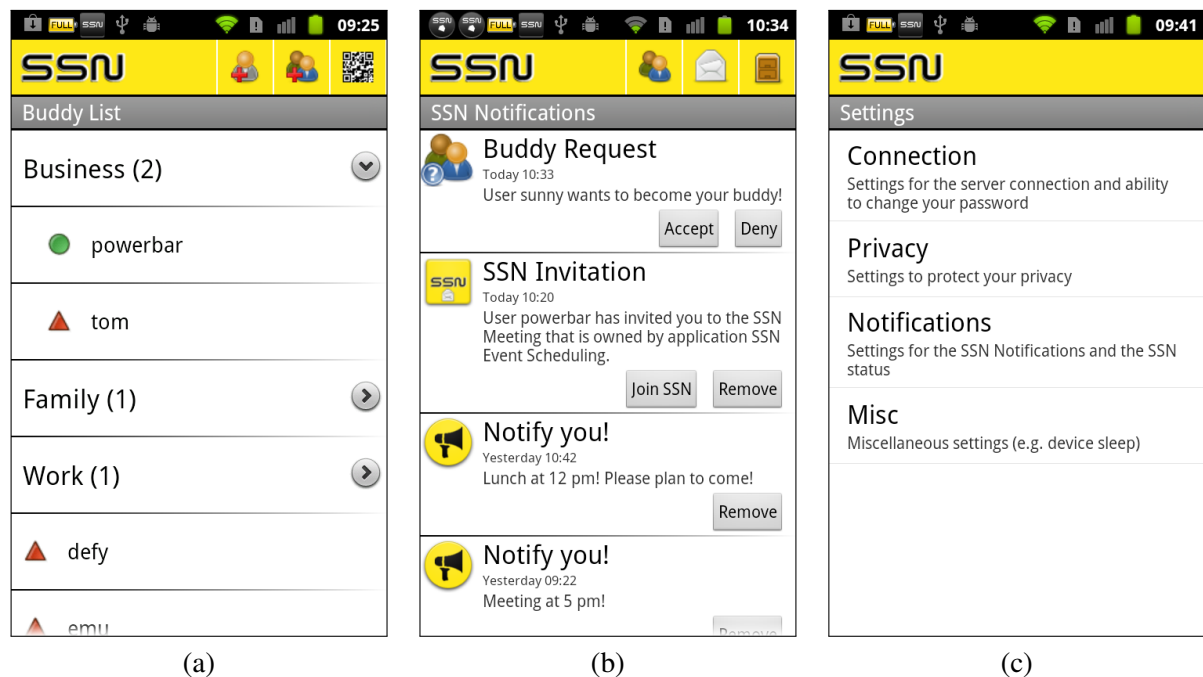 FULL SSN 09:25
SSN
Buddy List
Business (2)
powerbar
tom
Family (1)
Work (1)
defy
emu
(a)
SSN SSN FULL SSN 10:34
SSN
SSN Notifications
Buddy Request
Today 10:33
User sunny wants to become your buddy!
Accept Deny
SSN Invitation
SSN
Today 10:20
User powerbar has invited you to the SSN
Meeting that is owned by application SSN
Event Scheduling.
Join SSN Remove
Notify you!
Yesterday 10:42
Lunch at 12 pm! Please plan to come!
Remove
Notify you!
Yesterday 09:22
Meeting at 5 pm!
Remove
(b)
FULL SSN 09:41
SSN
Settings
Connection
Settings for the server connection and ability
to change your password
Privacy
Settings to protect your privacy
Notifications
Settings for the SSN Notifications and the SSN
status
Misc
Miscellaneous settings (e.g. device sleep)
(c)